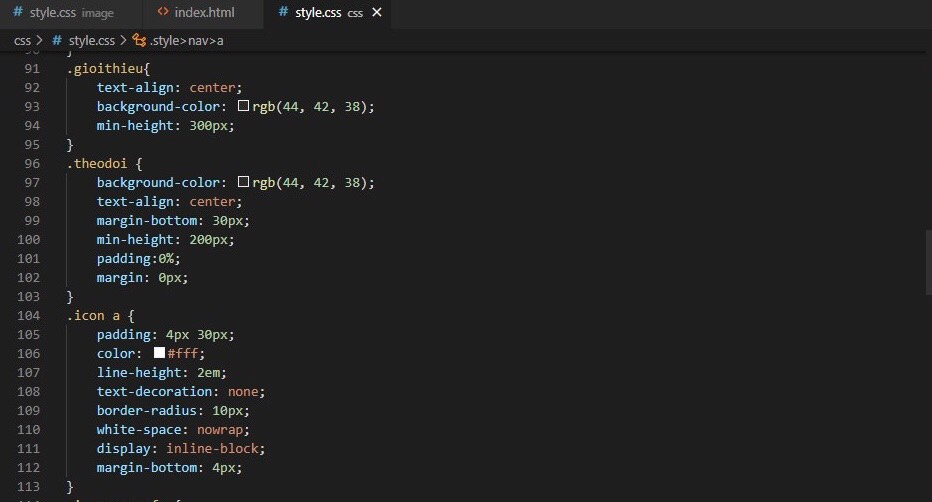 # style.css image <> index.html # style.css css ×
css > # style.css > .style>nav>a
91 .gioithieu{
92 text-align: center;
93 background-color: rgb(44, 42, 38);
94 min-height: 300px;
95 }
96 .theodoi {
97 background-color: rgb(44, 42, 38);
98 text-align: center;
99 margin-bottom: 30px;
100 min-height: 200px;
101 padding:0%;
102 margin: 0px;
103 }
104 .icon a {
105 padding: 4px 30px;
106 color: #fff;
107 line-height: 2em;
108 text-decoration: none;
109 border-radius: 10px;
110 white-space: nowrap;
111 display: inline-block;
112 margin-bottom: 4px;
113 }